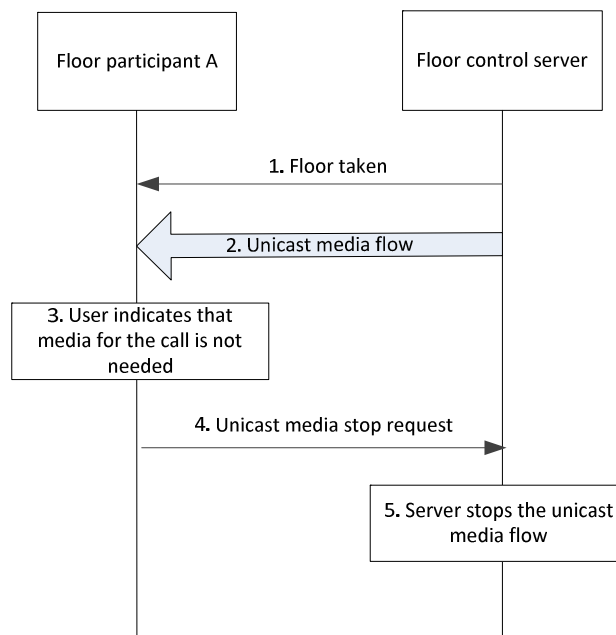 Floor participant A
Floor control server
1. Floor taken
2. Unicast media flow
3. User indicates that
media for the call is not
needed
4. Unicast media stop request
5. Server stops the unicast
media flow